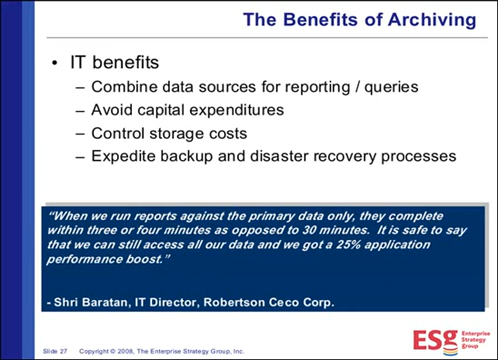 The Benefits of Archiving
• IT benefits
– Combine data sources for reporting / queries
– Avoid capital expenditures
– Control storage costs
– Expedite backup and disaster recovery processes
“When we run reports against the primary data only, they complete
within three or four minutes as opposed to 30 minutes. It is safe to say
that we can still access all our data and we got a 25% application
performance boost.”
- Shri Baratan, IT Director, Robertson Ceco Corp.
Slide 27 Copyright © 2008, The Enterprise Strategy Group, Inc.
ESG Enterprise
Strategy
Group